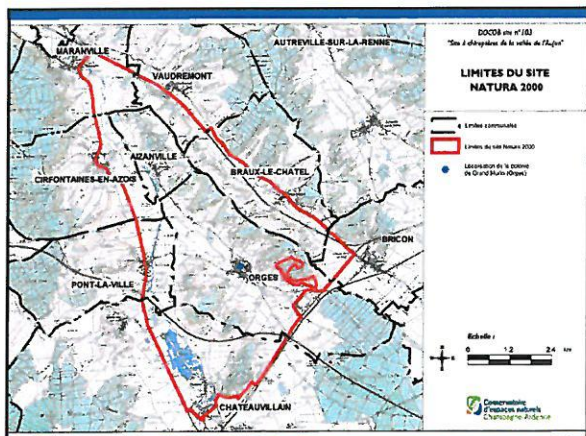 DOCOB site n°103
"Site à chiroptères de la vallée de l'Aujon"
LIMITES DU SITE
NATURA 2000
Limites communales
Limites du site Natura 2000
Localisation de la colonie
de Grand Murin (Orges)
MARANVILLE
AUTREVILLE-SUR-LA-RENNE
VAUDREMONT
AIZANVILLE
CIRFONTAINES-EN-AZOIS
BRAUX-LE-CHATEL
BRICON
ORGES
PONT-LA-VILLE
CHATEAUVILLAIN
Echelle :
0 1.2 2.4 km
Conservatoire
d'espaces naturels
Champagne-Ardenne